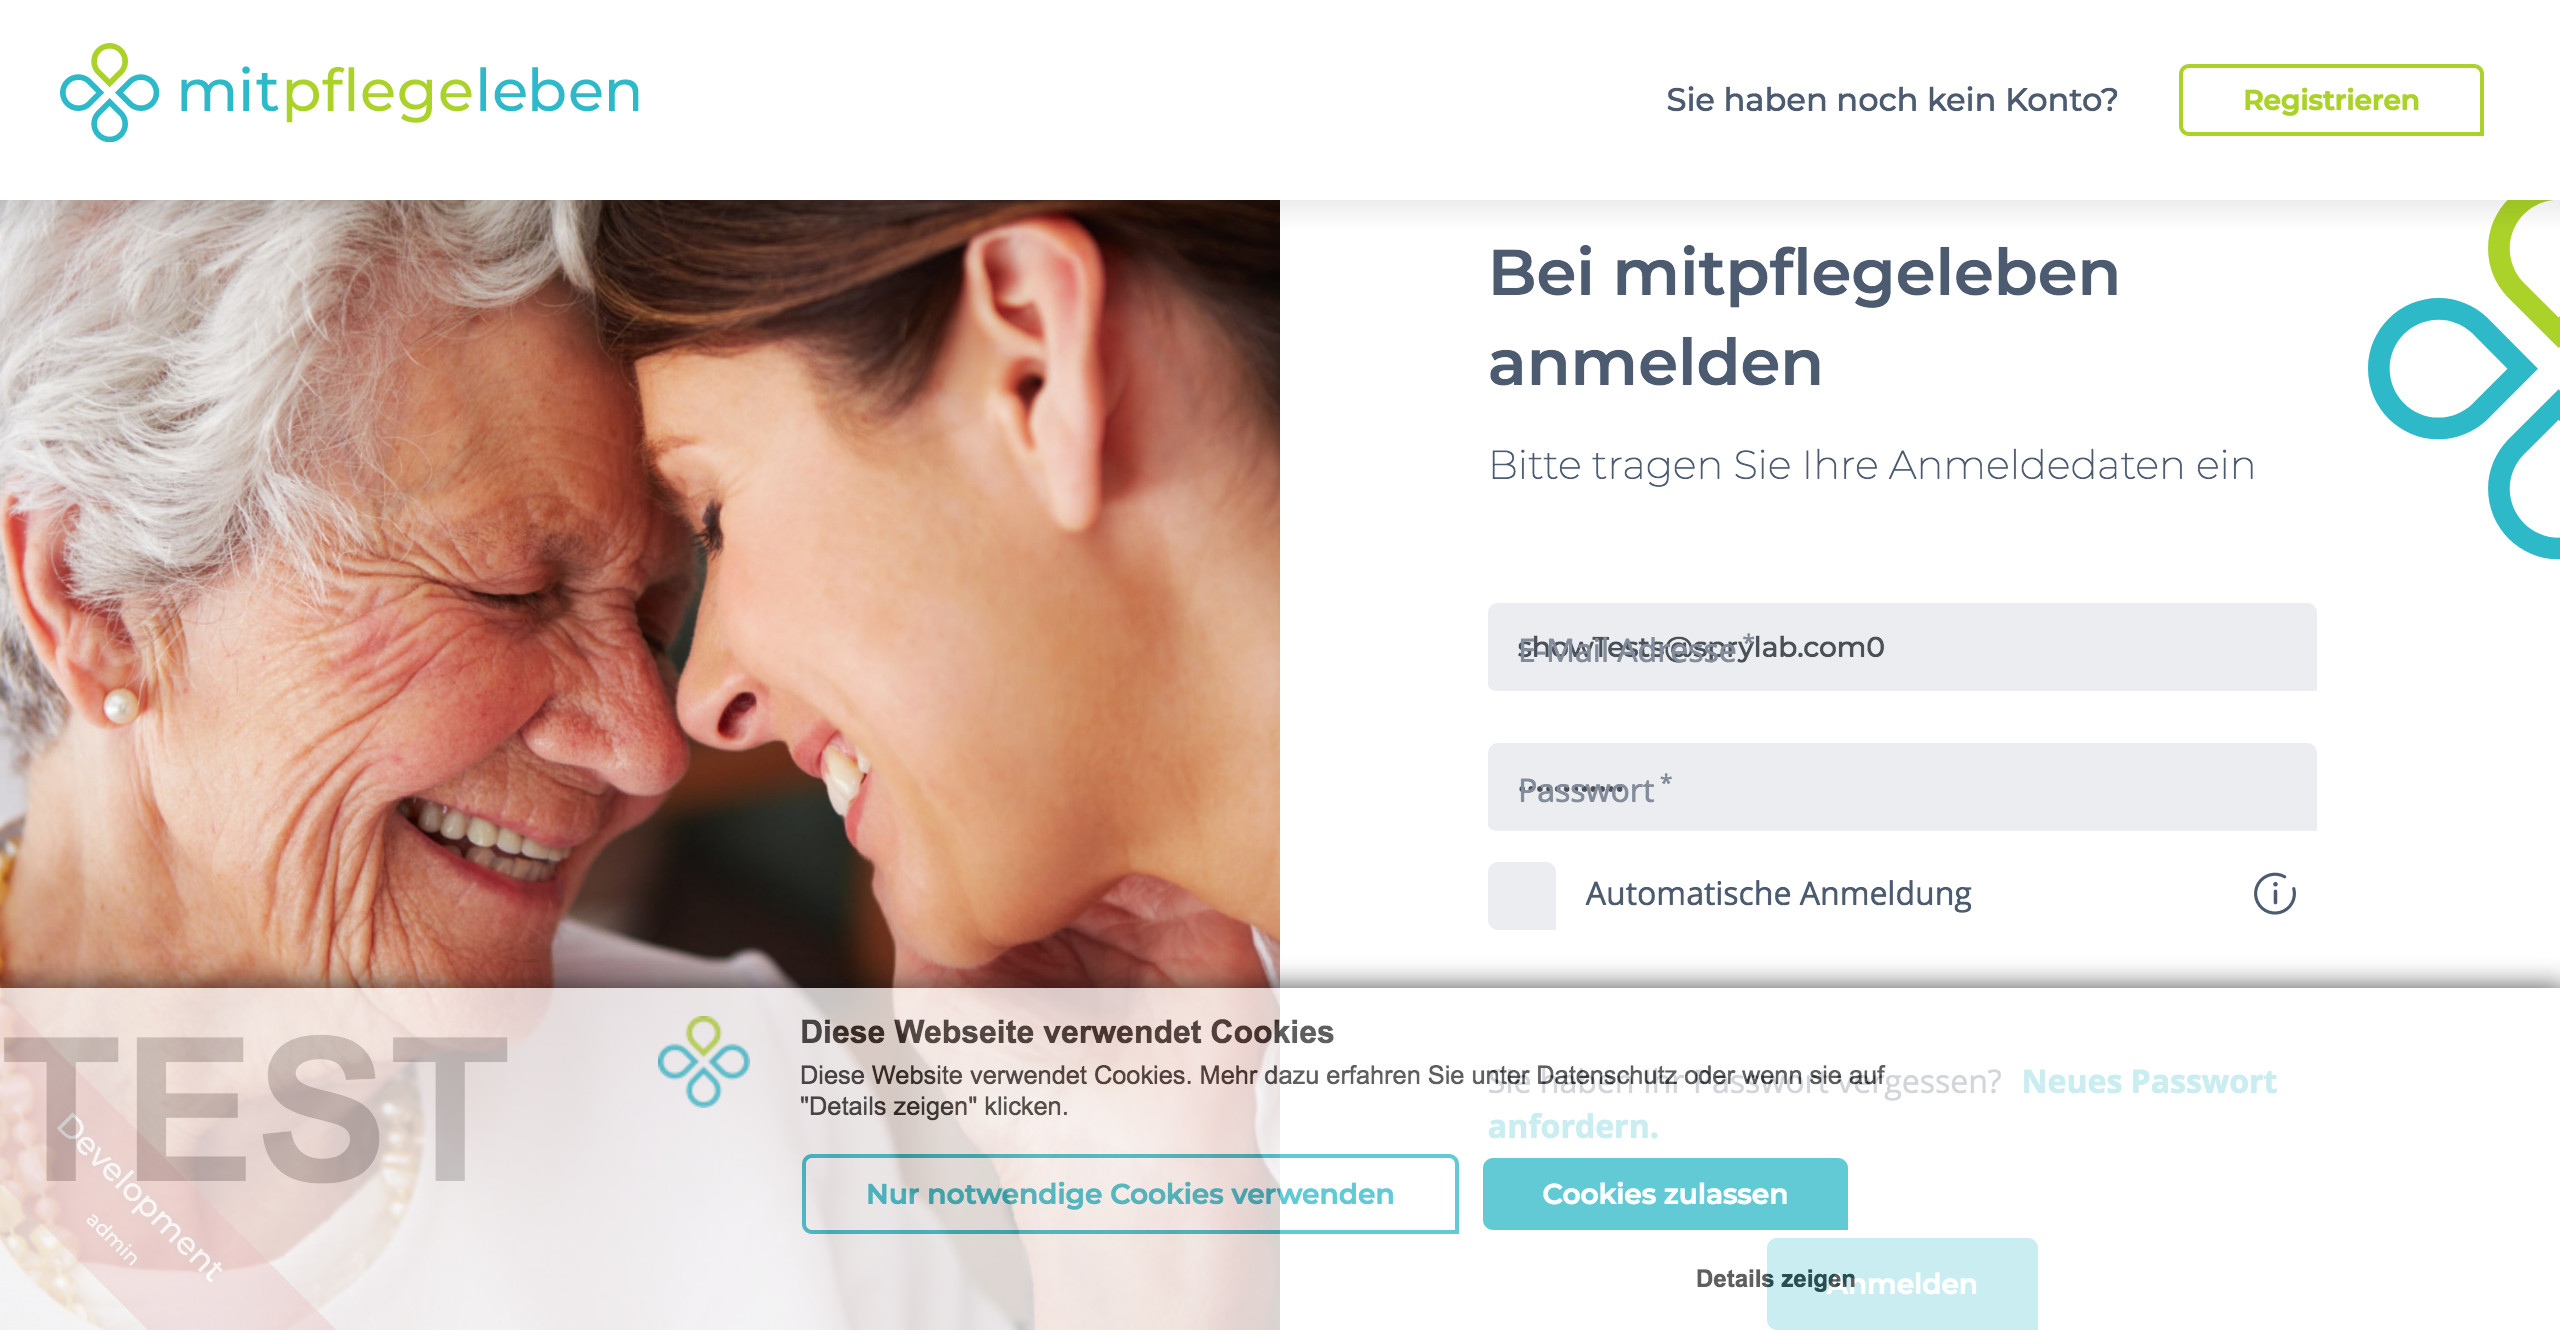 mitpflegeleben
Sie haben noch kein Konto?
Registrieren
Bei mitpflegeleben
anmelden
Bitte tragen Sie Ihre Anmeldedaten ein
E-Mail Adresse*
showTests@sprylab.com0
Passwort*
Automatische Anmeldung
TEST
Development
admin
Diese Webseite verwendet Cookies
Diese Website verwendet Cookies. Mehr dazu erfahren Sie unter Datenschutz oder wenn sie auf
"Details zeigen" klicken.
Sie haben Ihr Passwort vergessen? Neues Passwort
anfordern.
Nur notwendige Cookies verwenden
Cookies zulassen
Details zeigen
Anmelden